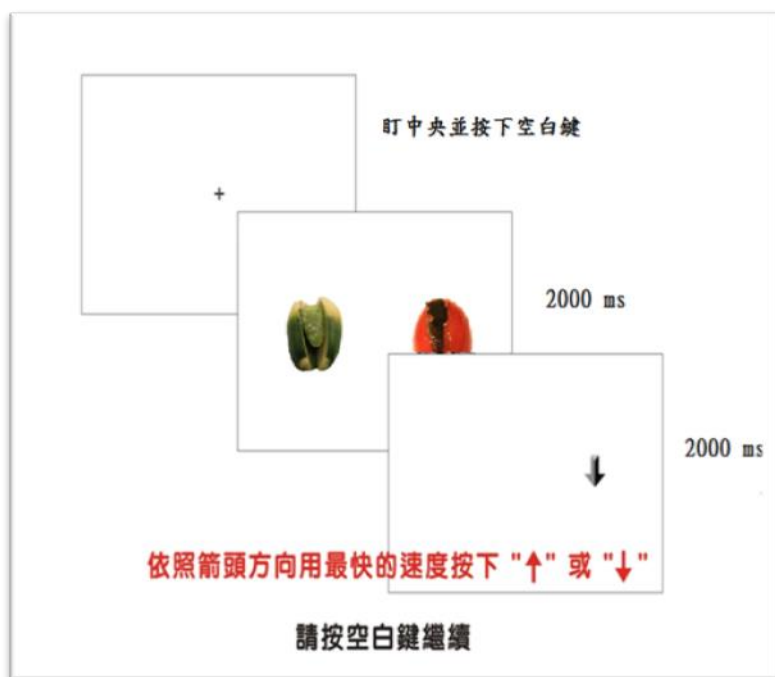 盯中央並按下空白鍵
+
2000 ms
2000 ms
依照箭頭方向用最快的速度按下 "↑" 或 "↓"
請按空白鍵繼續